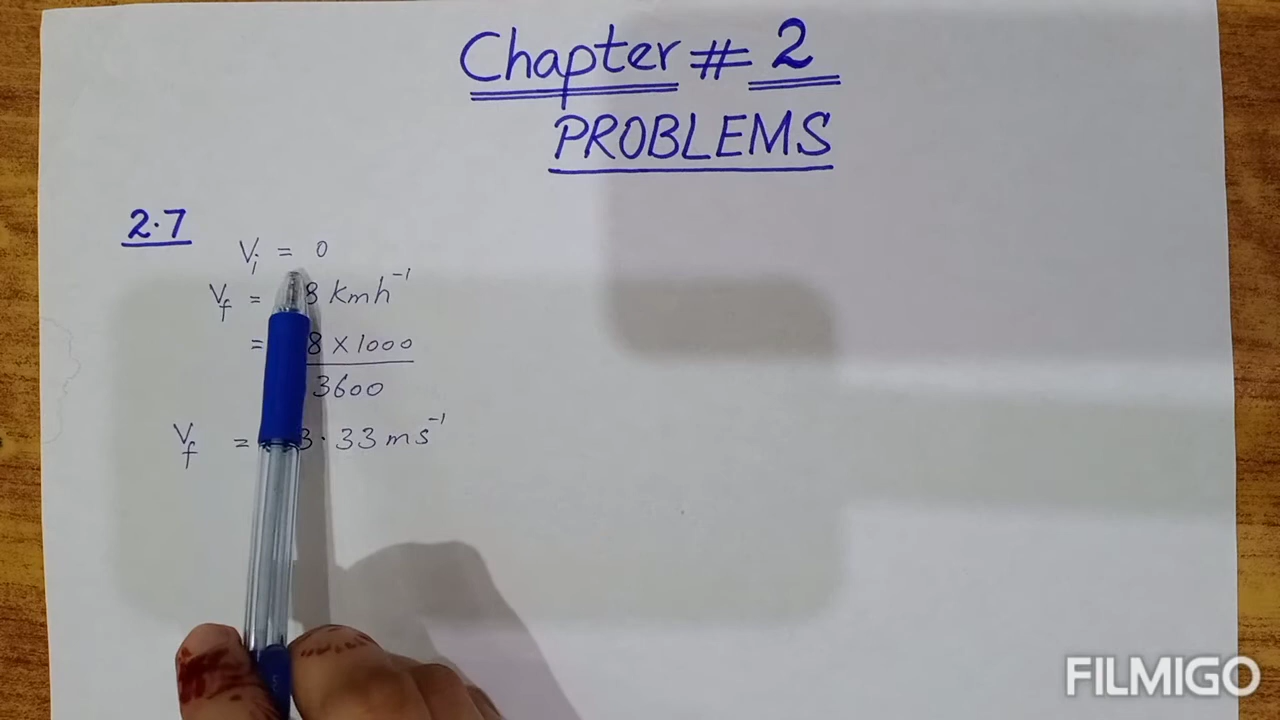 Chapter # 2
PROBLEMS
2.7
Vi = 0
Vf = 8 Kmh⁻¹
= 8 × 1000
3600
Vf = 3.33 ms⁻¹
FILMIGO